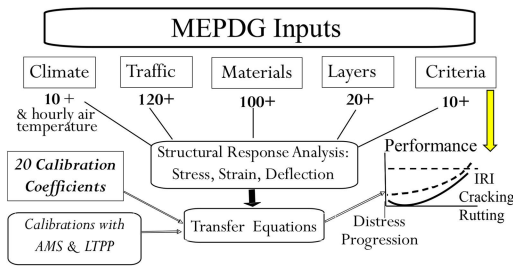 MEPDG Inputs
Climate
Traffic
Materials
Layers
Criteria
10 +
120+
100+
20+
10+
& hourly air
temperature
Structural Response Analysis:
Stress, Strain, Deflection
Performance
20 Calibration
Coefficients
IRI
Cracking
Rutting
Calibrations with
AMS & LTPP
Transfer Equations
Distress
Progression